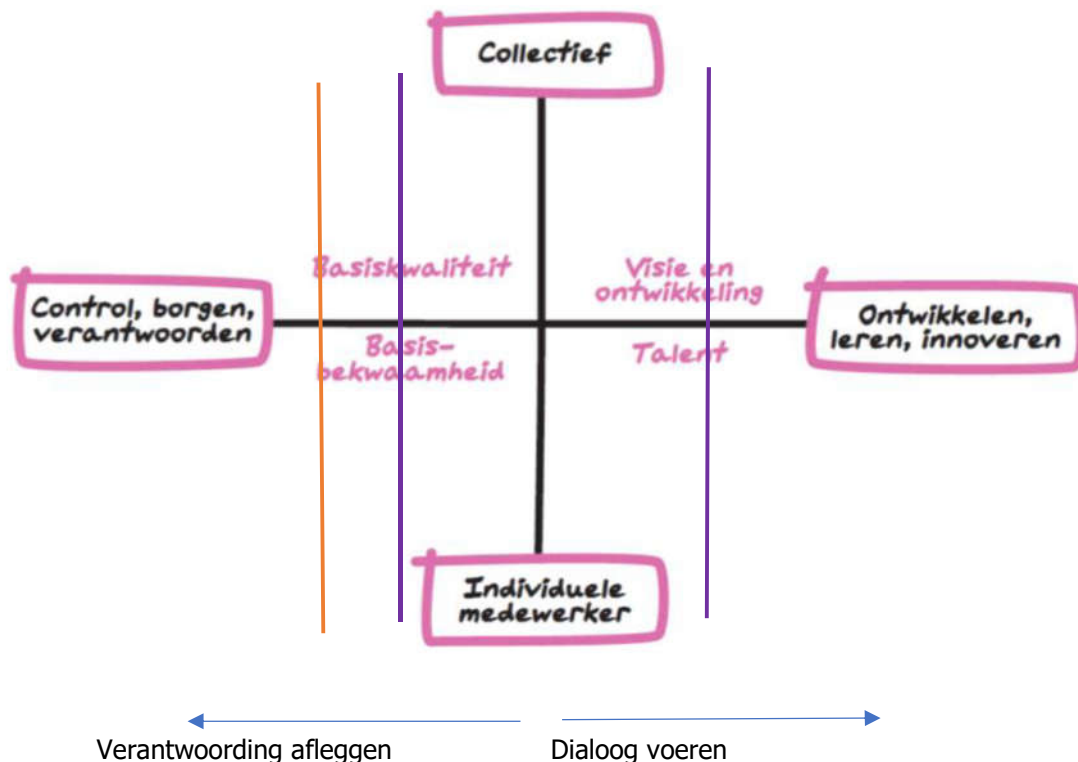 Collectief
Basiskwaliteit
Visie en
ontwikkeling
Control, borgen,
verantwoorden
Ontwikkelen,
leren, innoveren
Basis-
bekwaamheid
Talent
Individuele
medewerker
Verantwoording afleggen
Dialoog voeren